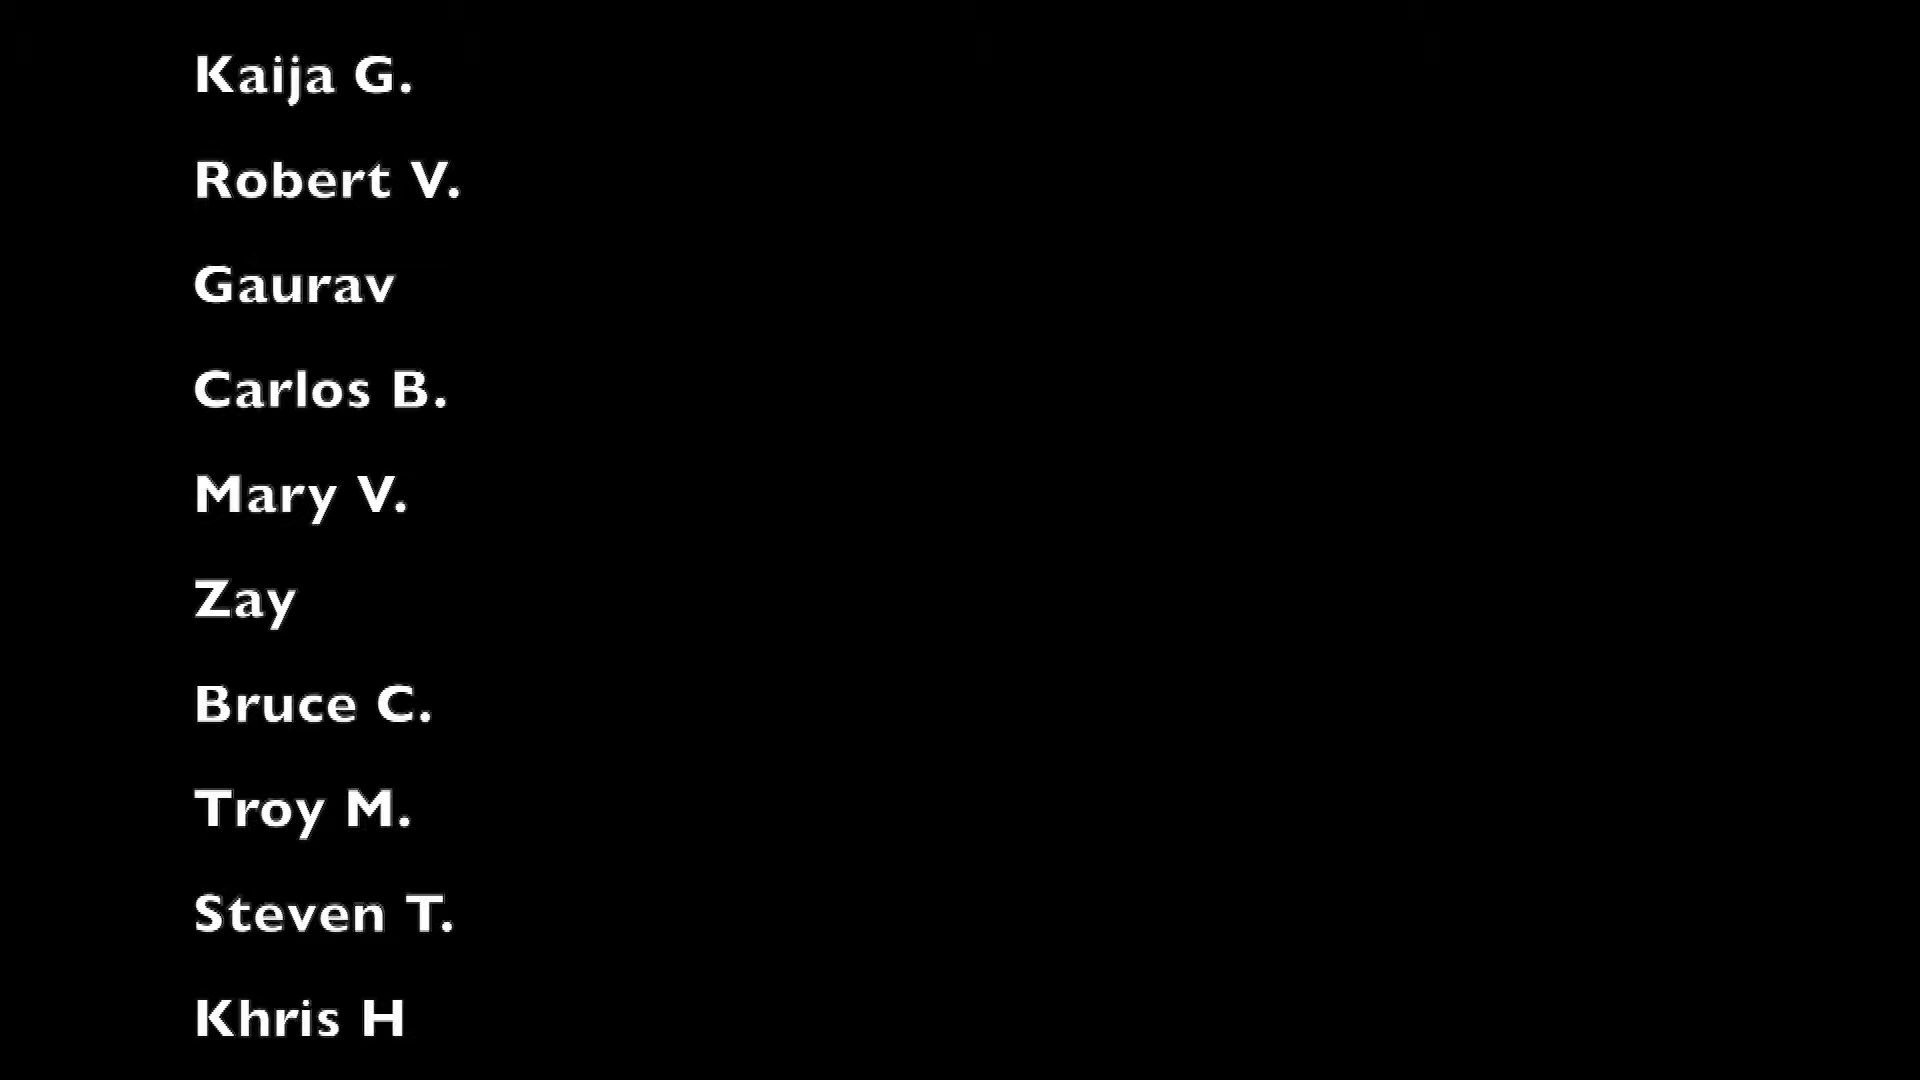 Kaija G.
Robert V.
Gaurav
Carlos B.
Mary V.
Zay
Bruce C.
Troy M.
Steven T.
Khris H